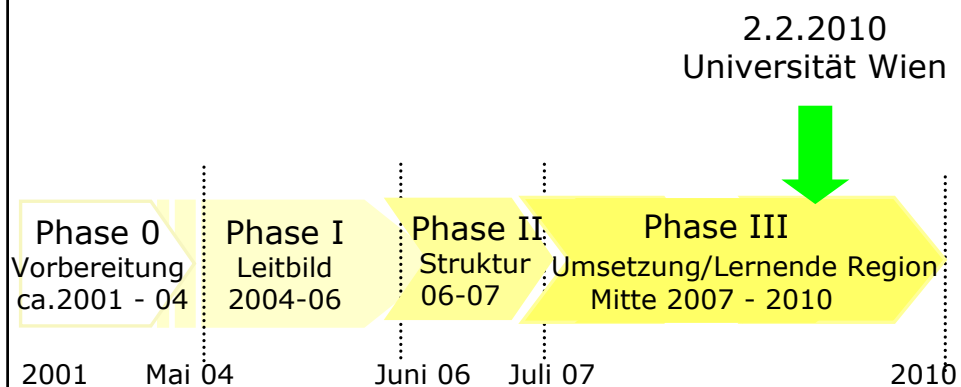 2.2.2010
Universität Wien
Phase 0
Vorbereitung
ca.2001 - 04
Phase I
Leitbild
2004-06
Phase II
Struktur
06-07
Phase III
Umsetzung/Lernende Region
Mitte 2007 - 2010
2001
Mai 04
Juni 06
Juli 07
2010